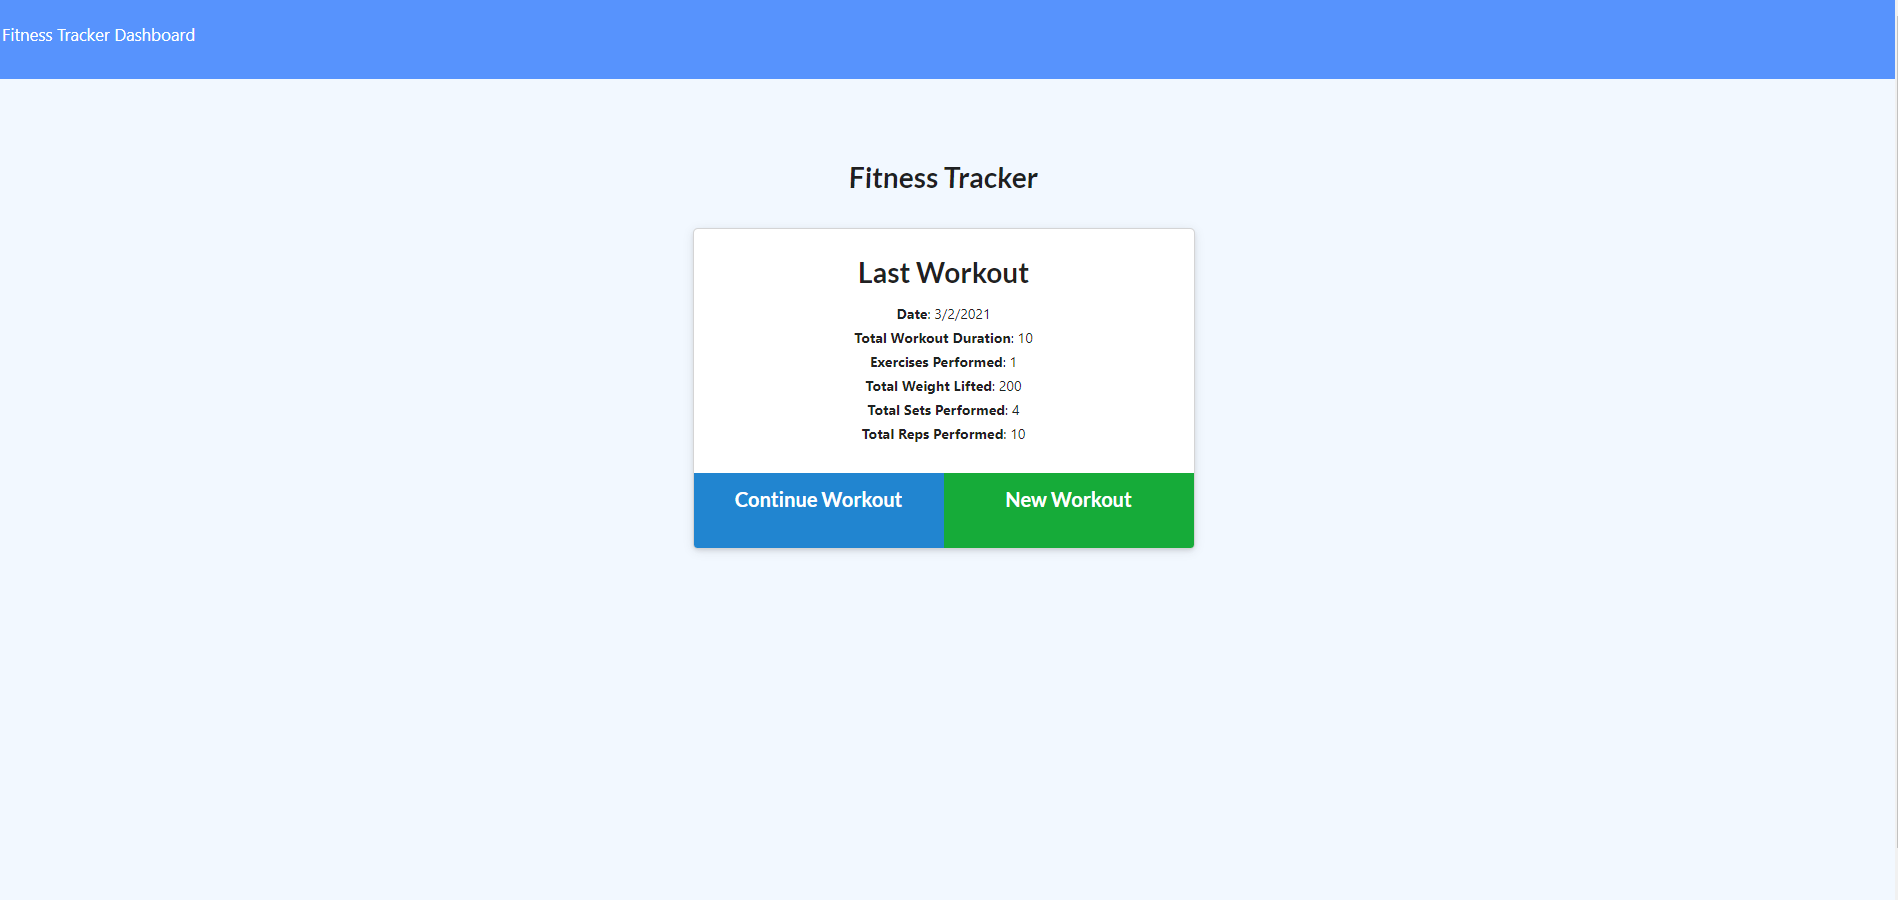 Fitness Tracker Dashboard
Fitness Tracker
Last Workout
Date: 3/2/2021
Total Workout Duration: 10
Exercises Performed: 1
Total Weight Lifted: 200
Total Sets Performed: 4
Total Reps Performed: 10
Continue Workout New Workout